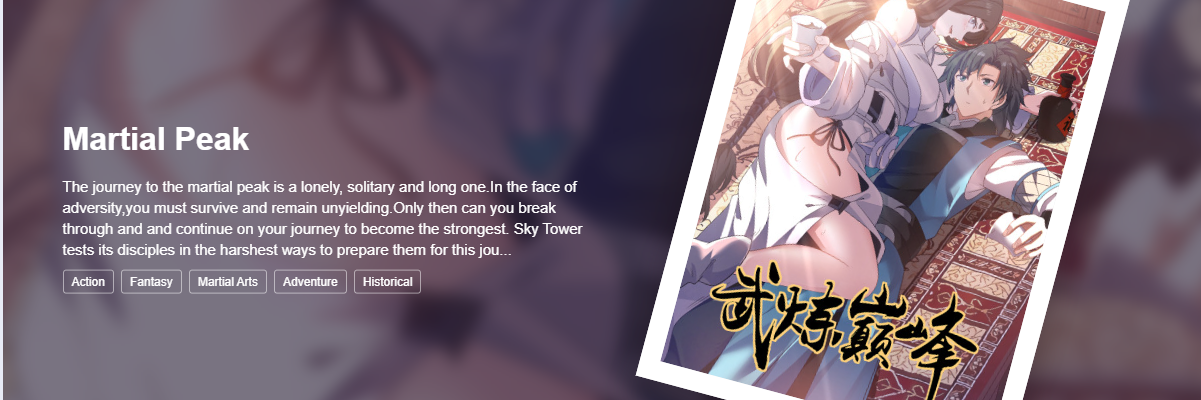 Martial Peak
The journey to the martial peak is a lonely, solitary and long one.In the face of
adversity,you must survive and remain unyielding.Only then can you break
through and and continue on your journey to become the strongest. Sky Tower
tests its disciples in the harshest ways to prepare them for this jou...
Action Fantasy Martial Arts Adventure Historical
武炼巅峰